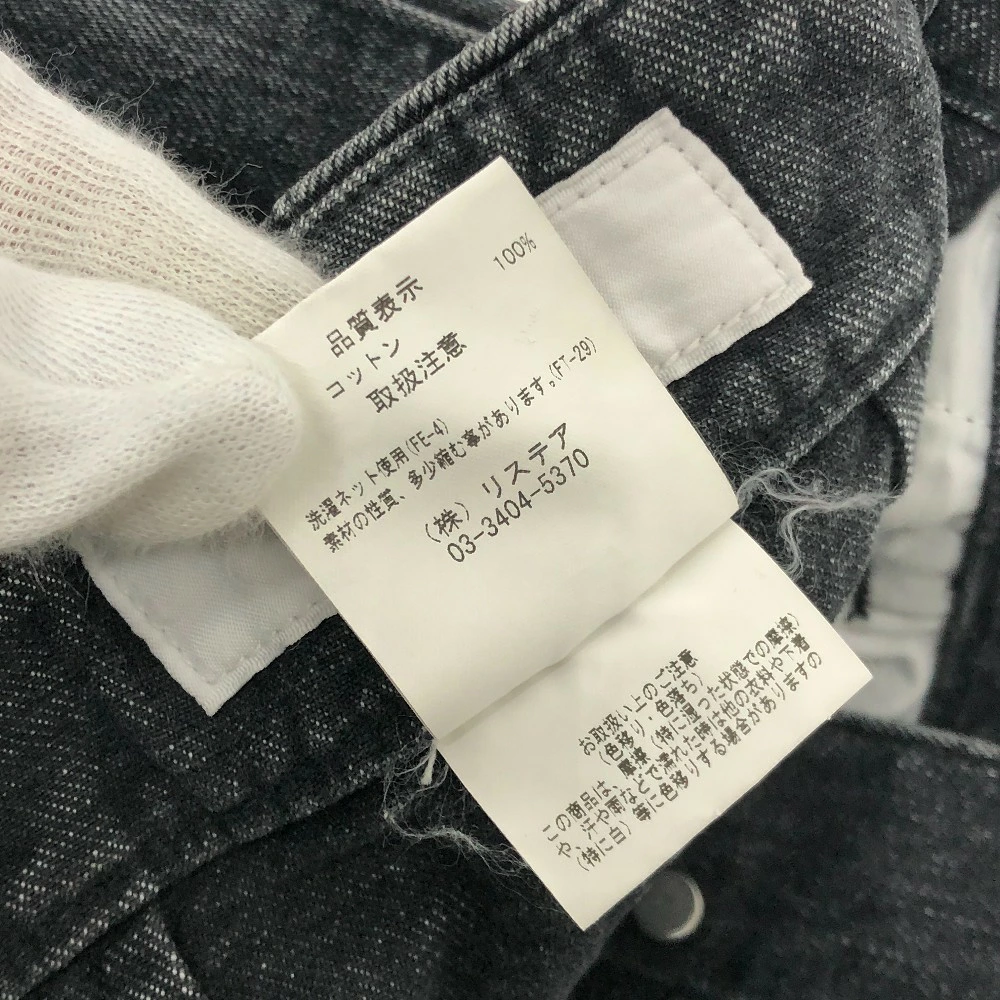 品質表示
コットン 100%
取扱注意
洗濯ネット使用(FE-4)
素材の性質、多少縮む事があります。(FT-29)
(株) リステア
03-3404-5370
お取扱い上のご注意
(色移り・色落ち)
この商品は、摩擦(特に湿った状態での摩擦)
や、汗や雨などで濡れた時は他の衣料や下着
(特に白)等に色移りする場合がありますの